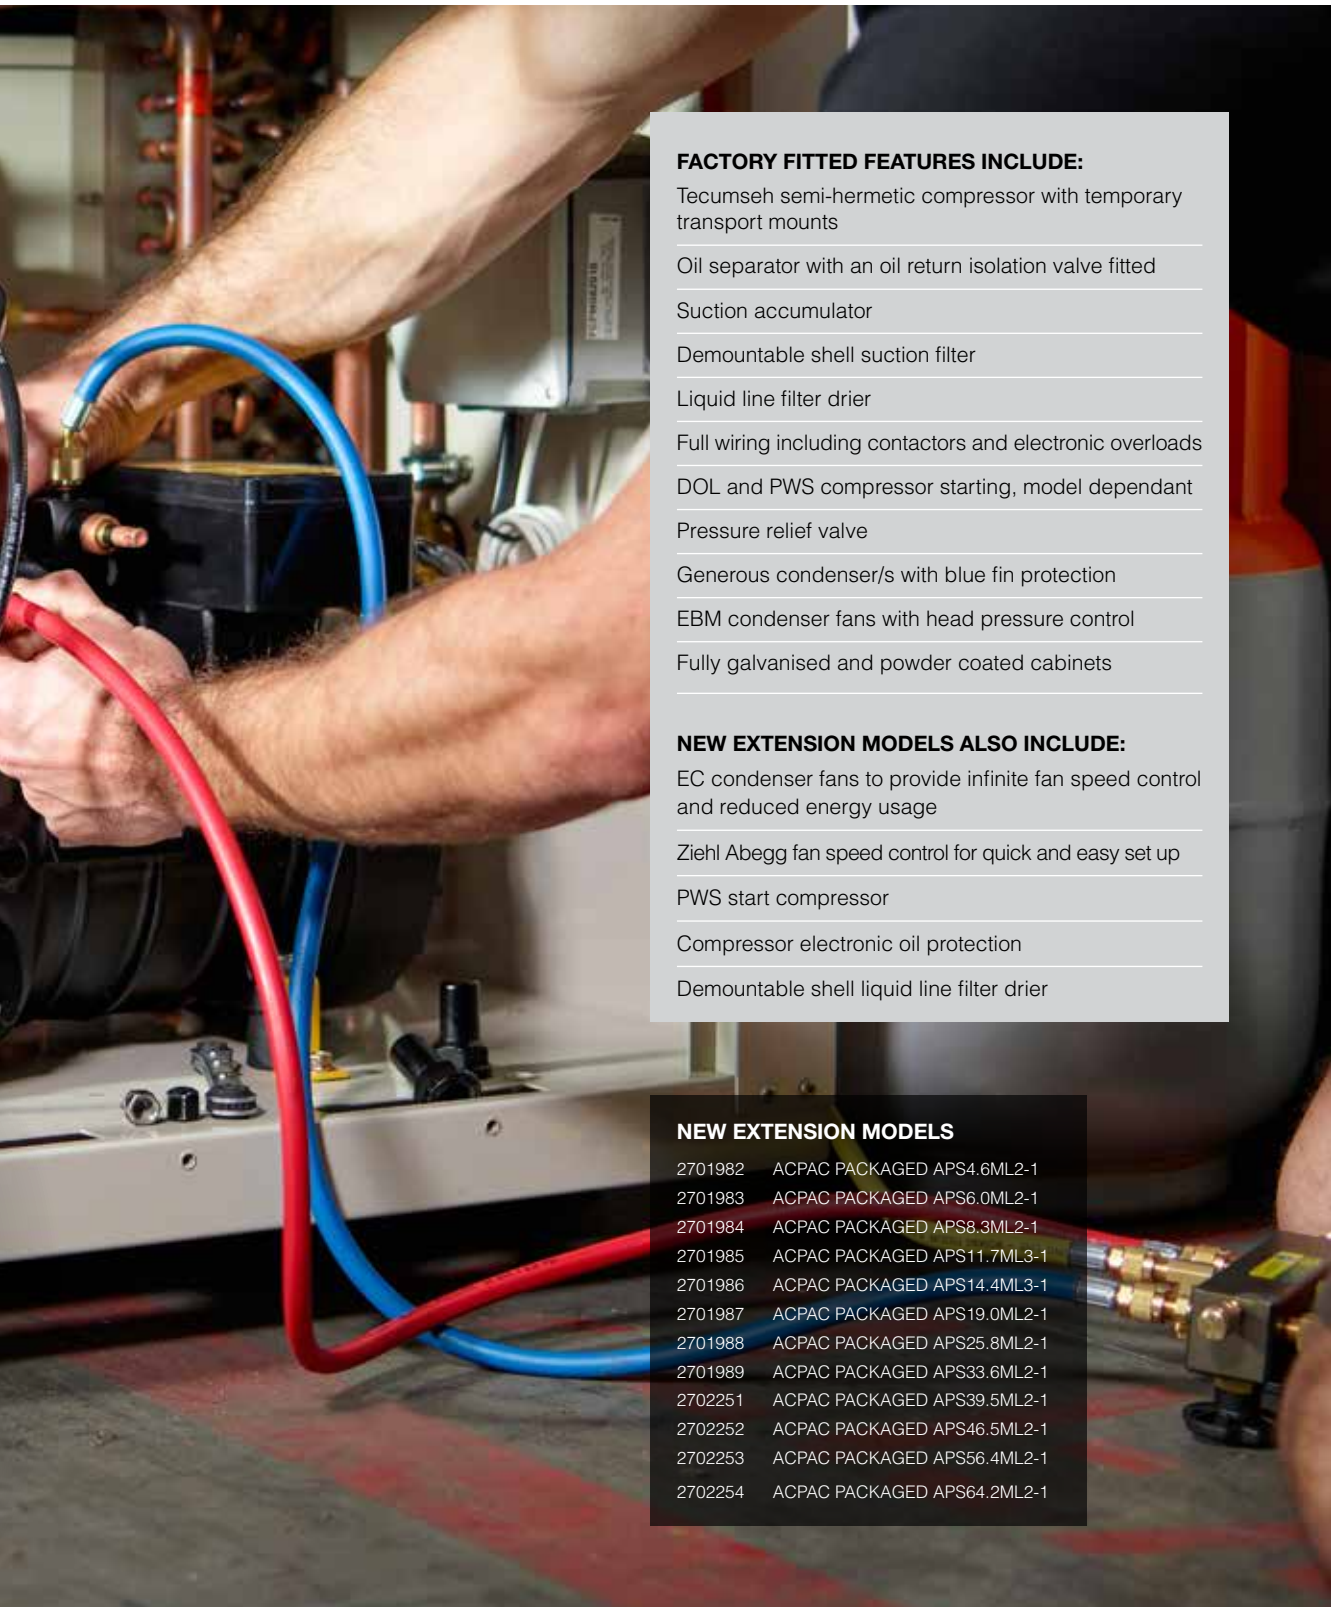 FACTORY FITTED FEATURES INCLUDE:
Tecumseh semi-hermetic compressor with temporary
transport mounts
Oil separator with an oil return isolation valve fitted
Suction accumulator
Demountable shell suction filter
Liquid line filter drier
Full wiring including contactors and electronic overloads
DOL and PWS compressor starting, model dependant
Pressure relief valve
Generous condenser/s with blue fin protection
EBM condenser fans with head pressure control
Fully galvanised and powder coated cabinets
NEW EXTENSION MODELS ALSO INCLUDE:
EC condenser fans to provide infinite fan speed control
and reduced energy usage
Ziehl Abegg fan speed control for quick and easy set up
PWS start compressor
Compressor electronic oil protection
Demountable shell liquid line filter drier
NEW EXTENSION MODELS
2701982 ACPAC PACKAGED APS4.6ML2-1
2701983 ACPAC PACKAGED APS6.0ML2-1
2701984 ACPAC PACKAGED APS8.3ML2-1
2701985 ACPAC PACKAGED APS11.7ML3-1
2701986 ACPAC PACKAGED APS14.4ML3-1
2701987 ACPAC PACKAGED APS19.0ML2-1
2701988 ACPAC PACKAGED APS25.8ML2-1
2701989 ACPAC PACKAGED APS33.6ML2-1
2702251 ACPAC PACKAGED APS39.5ML2-1
2702252 ACPAC PACKAGED APS46.5ML2-1
2702253 ACPAC PACKAGED APS56.4ML2-1
2702254 ACPAC PACKAGED APS64.2ML2-1